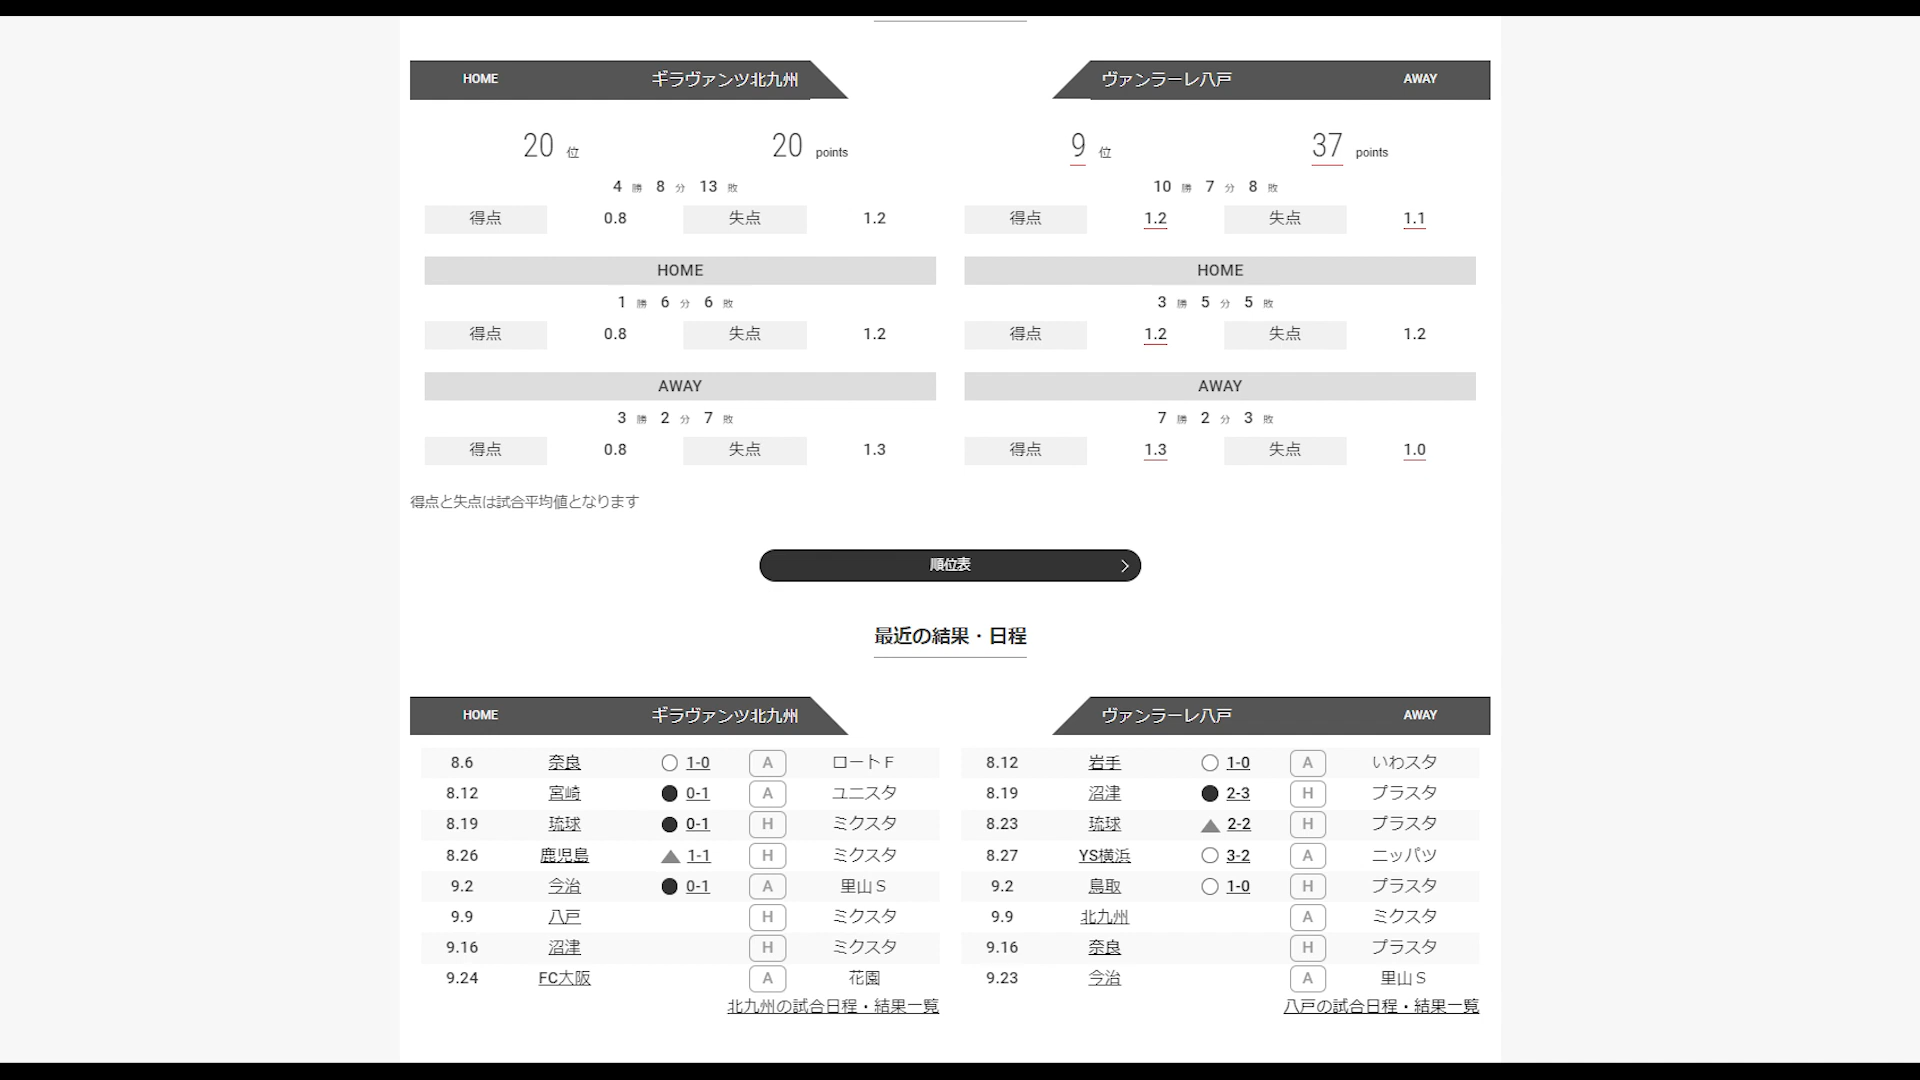 HOME ギラヴァンツ北九州 ヴァンラーレ八戸 AWAY
20 位 20 points 9 位 37 points
4 勝 8 分 13 敗 10 勝 7 分 8 敗
得点 0.8 失点 1.2 得点 1.2 失点 1.1
HOME HOME
1 勝 6 分 6 敗 3 勝 5 分 5 敗
得点 0.8 失点 1.2 得点 1.2 失点 1.2
AWAY AWAY
3 勝 2 分 7 敗 7 勝 2 分 3 敗
得点 0.8 失点 1.3 得点 1.3 失点 1.0
得点と失点は試合平均値となります
順位表
最近の結果・日程
HOME ギラヴァンツ北九州 ヴァンラーレ八戸 AWAY
8.6 奈良 ○ 1-0 A ロートF 8.12 岩手 ○ 1-0 A いわスタ
8.12 宮崎 ● 0-1 A ユニスタ 8.19 沼津 ● 2-3 H プラスタ
8.19 琉球 ● 0-1 H ミクスタ 8.23 琉球 ▲ 2-2 H プラスタ
8.26 鹿児島 ▲ 1-1 H ミクスタ 8.27 YS横浜 ○ 3-2 A ニッパツ
9.2 今治 ● 0-1 A 里山S 9.2 鳥取 ○ 1-0 H プラスタ
9.9 八戸 H ミクスタ 9.9 北九州 A ミクスタ
9.16 沼津 H ミクスタ 9.16 奈良 H プラスタ
9.24 FC大阪 A 花園 9.23 今治 A 里山S
北九州の試合日程・結果一覧 八戸の試合日程・結果一覧